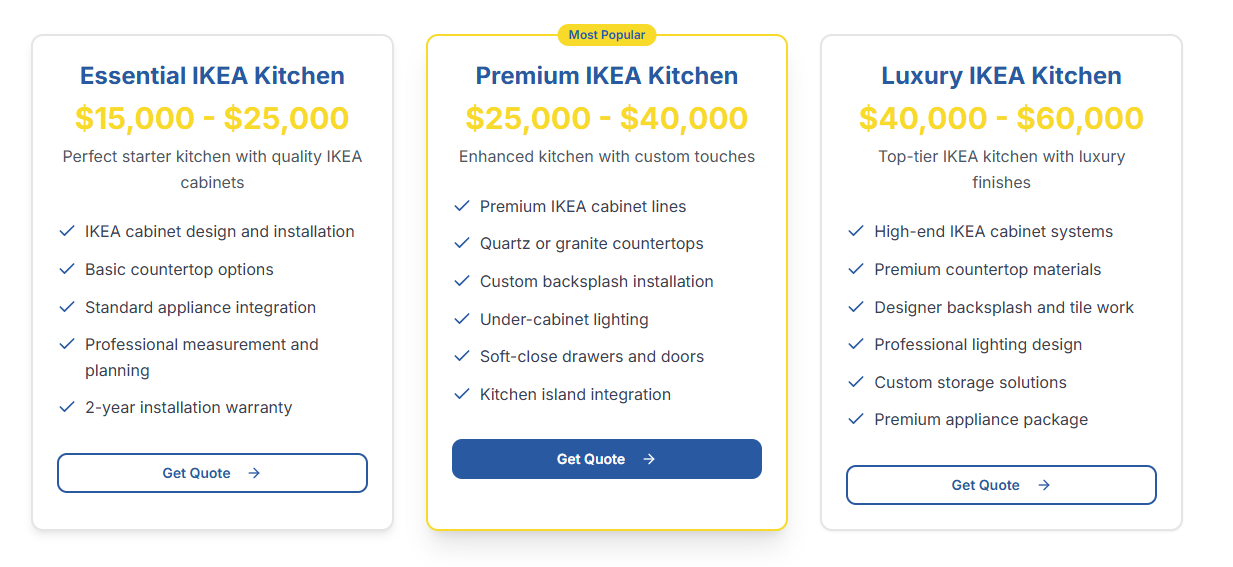 Essential IKEA Kitchen
$15,000 - $25,000
Perfect starter kitchen with quality IKEA
cabinets
IKEA cabinet design and installation
Basic countertop options
Standard appliance integration
Professional measurement and
planning
2-year installation warranty
Get Quote
Most Popular
Premium IKEA Kitchen
$25,000 - $40,000
Enhanced kitchen with custom touches
Premium IKEA cabinet lines
Quartz or granite countertops
Custom backsplash installation
Under-cabinet lighting
Soft-close drawers and doors
Kitchen island integration
Get Quote
Luxury IKEA Kitchen
$40,000 - $60,000
Top-tier IKEA kitchen with luxury
finishes
High-end IKEA cabinet systems
Premium countertop materials
Designer backsplash and tile work
Professional lighting design
Custom storage solutions
Premium appliance package
Get Quote